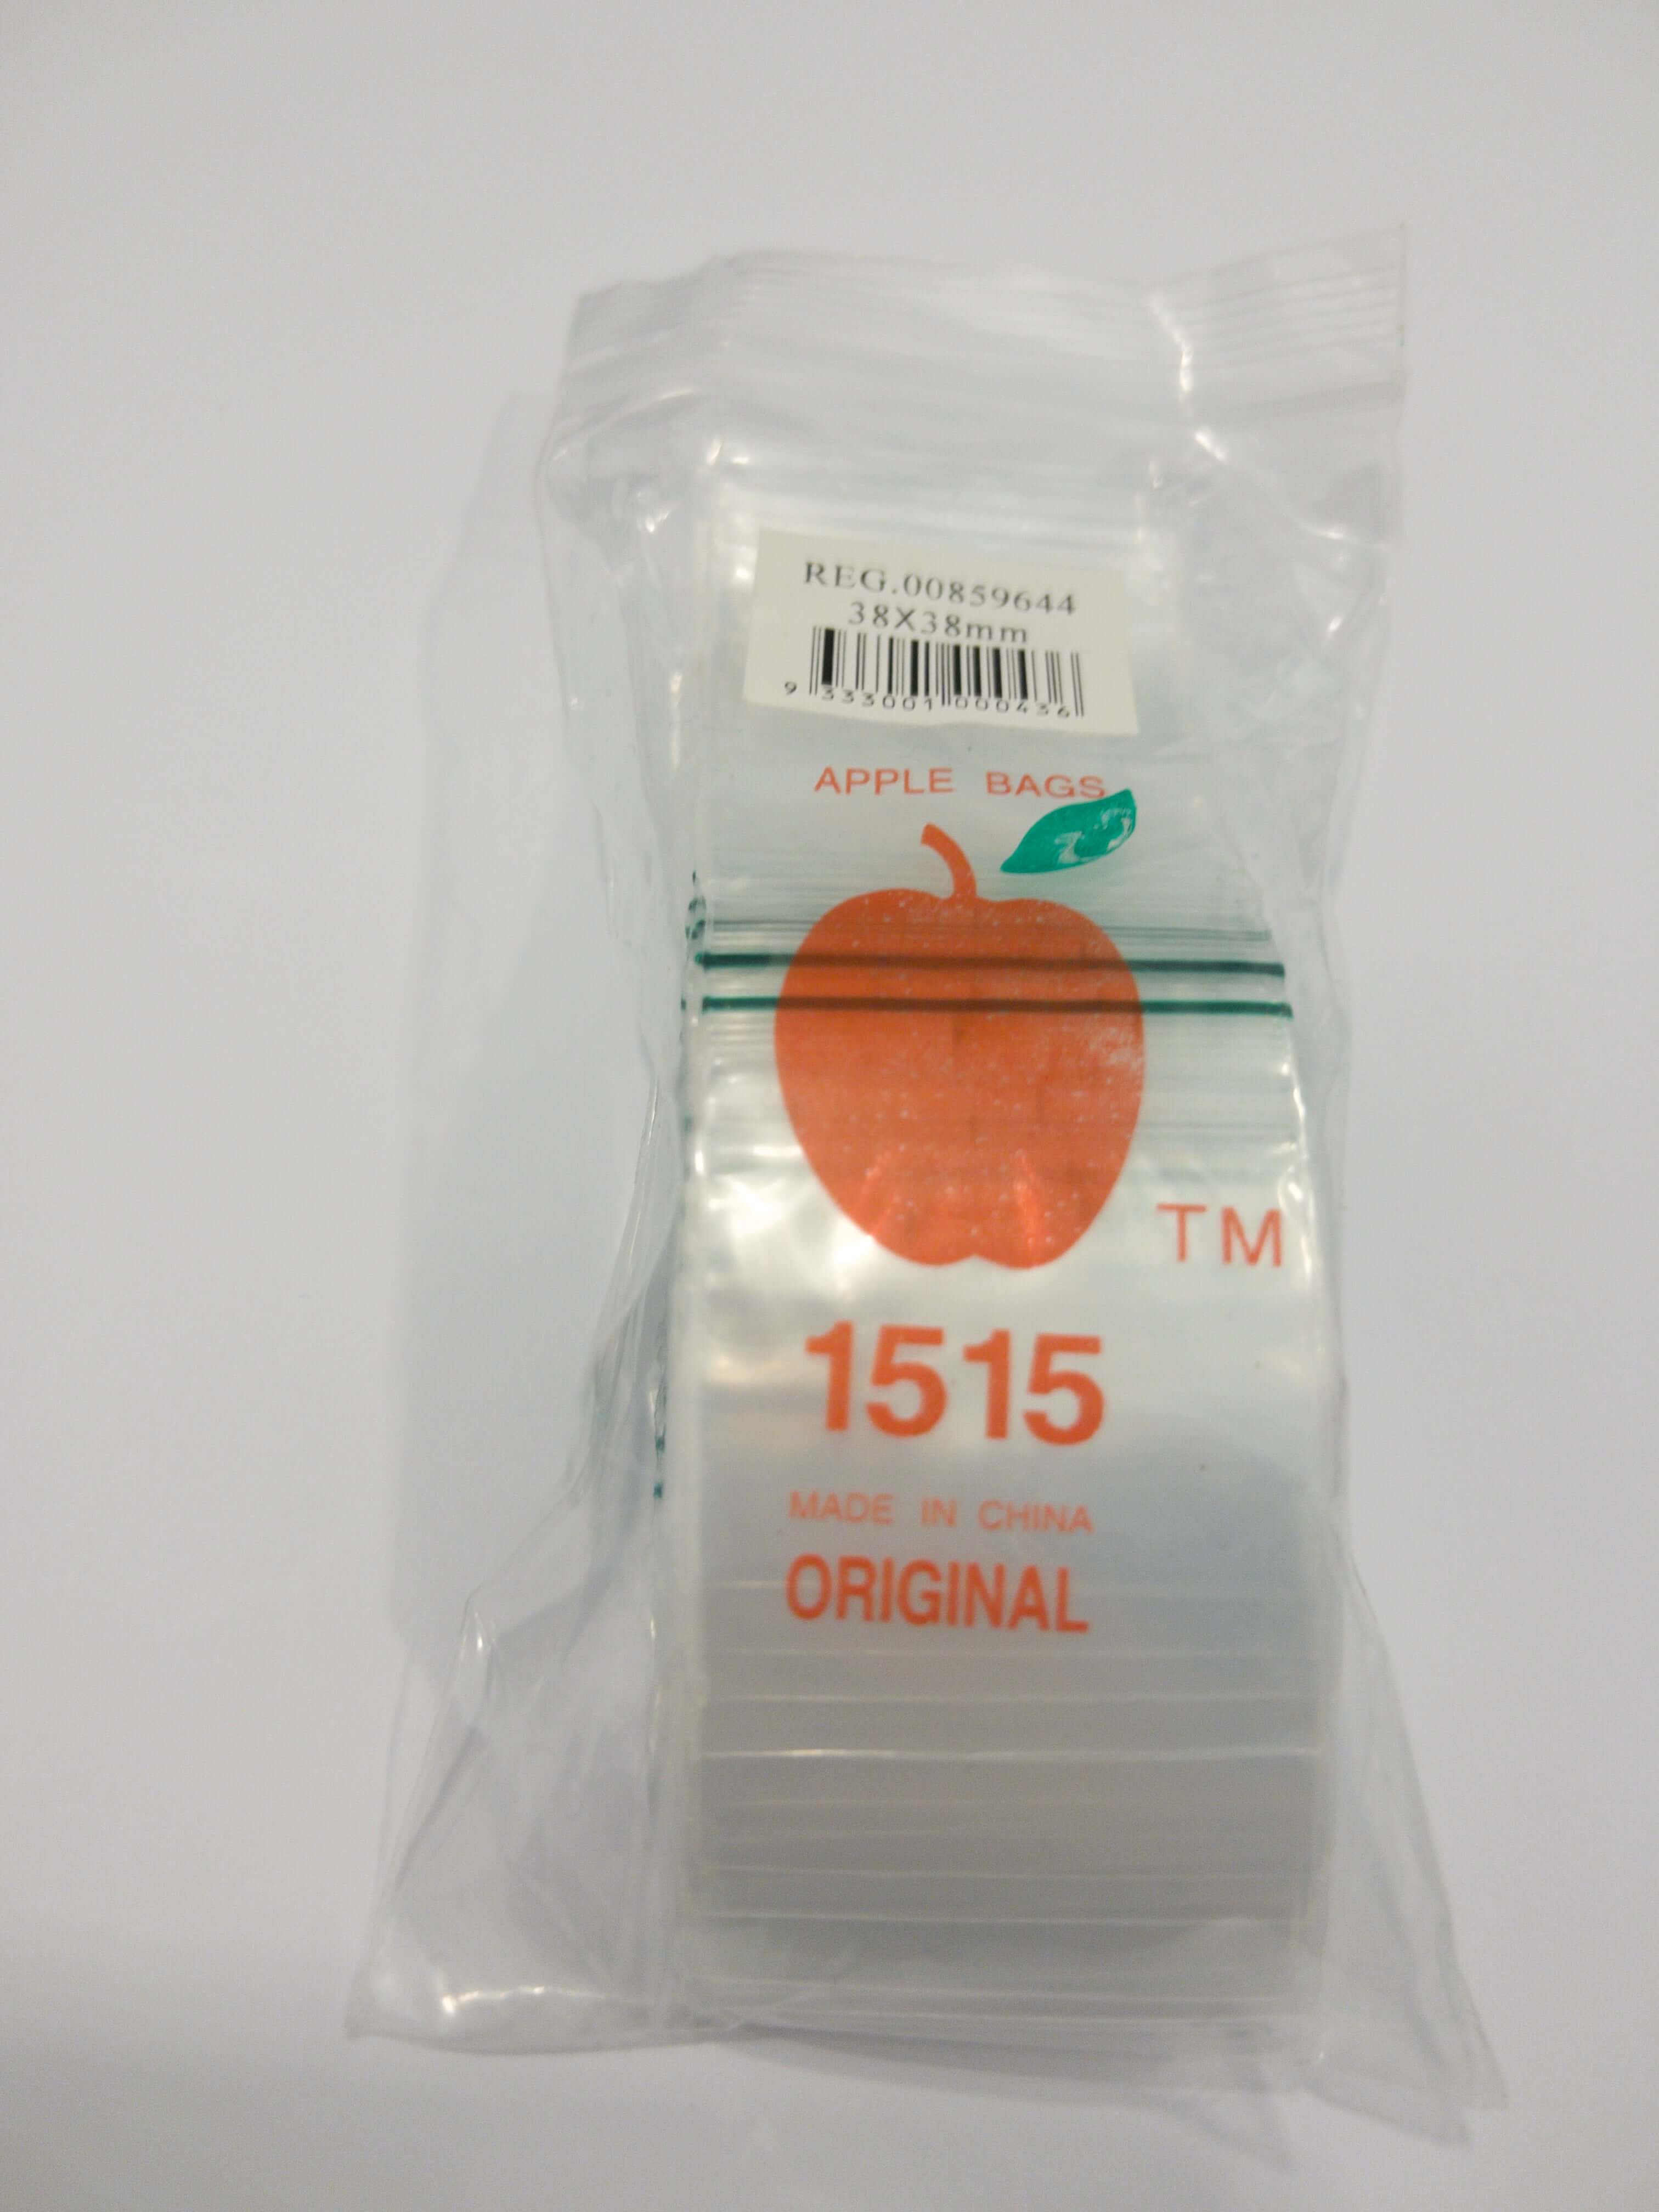 REG.00859644
38X38mm
9 333001 000436
APPLE BAGS
TM
1515
MADE IN CHINA
ORIGINAL